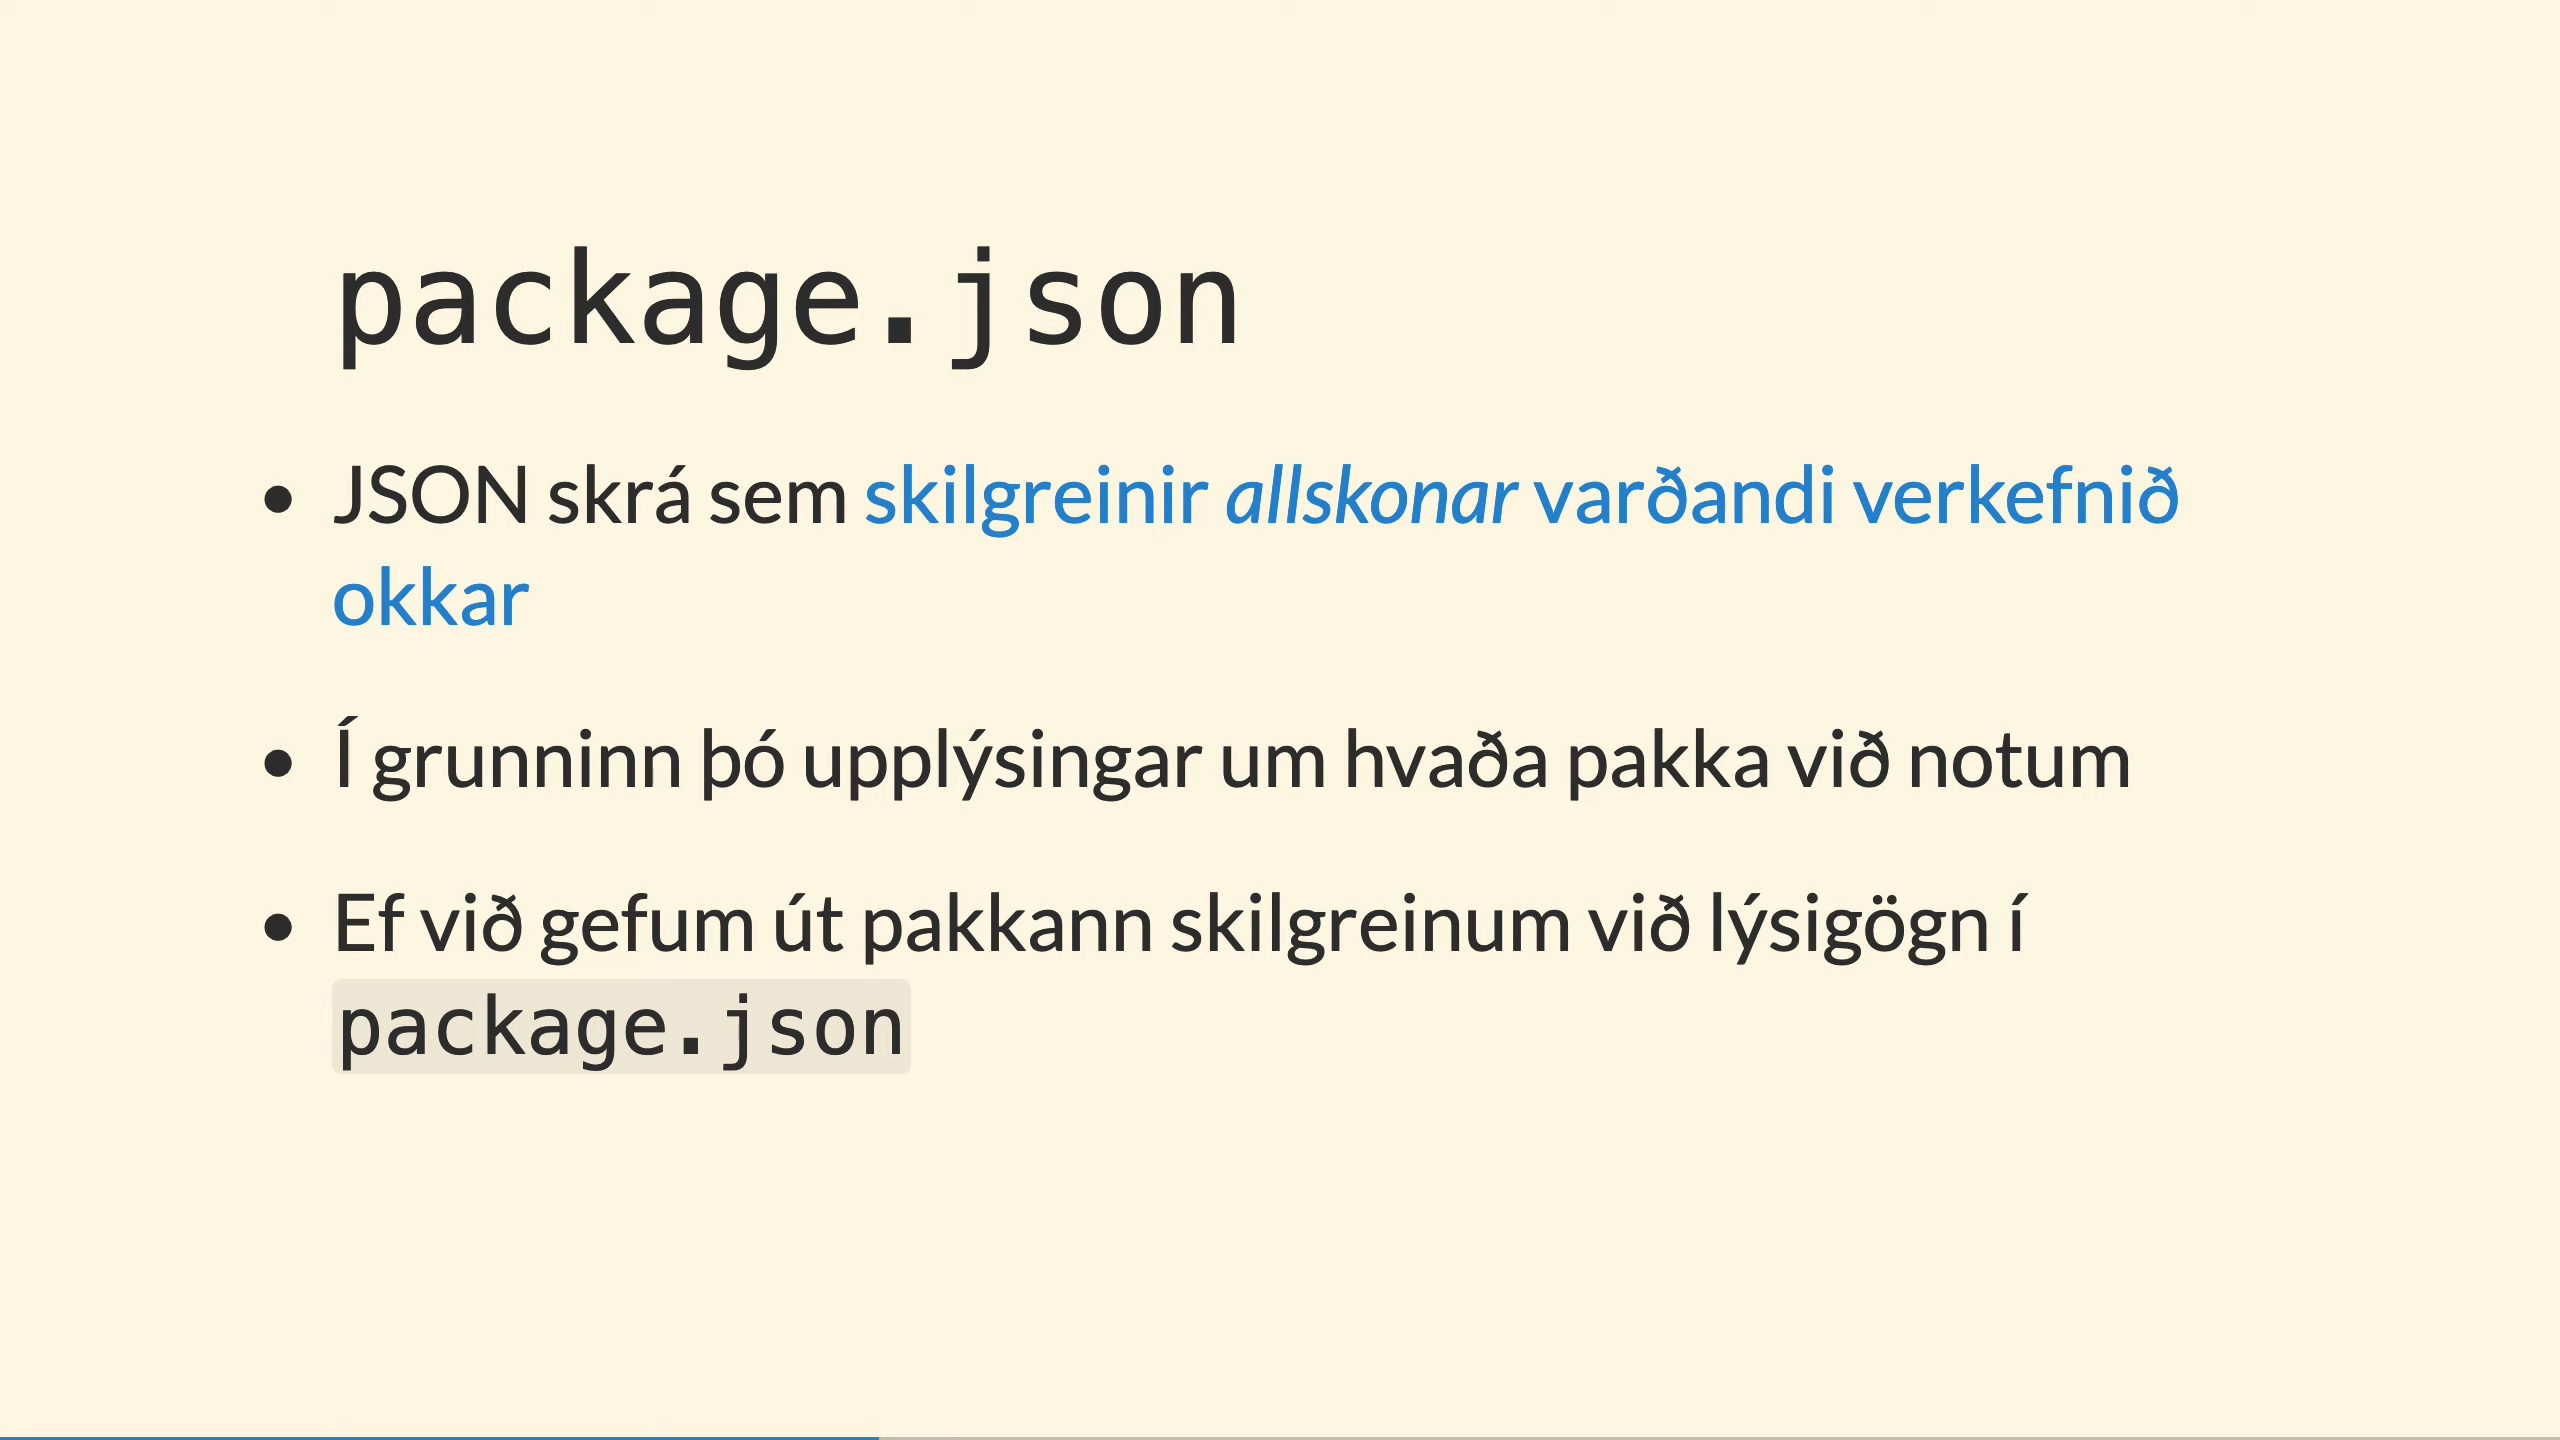 package.json
JSON skrá sem skilgreinir allskonar varðandi verkefnið
okkar
Í grunninn þó upplýsingar um hvaða pakka við notum
Ef við gefum út pakkann skilgreinum við lýsigögn í
package.json